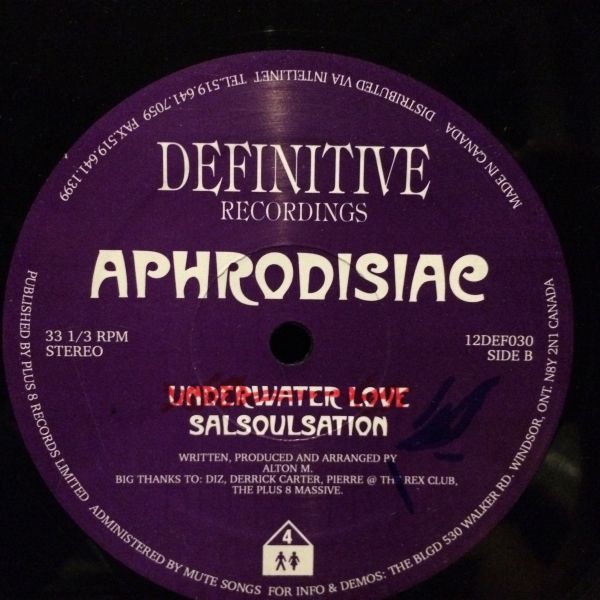 DEFINITIVE
RECORDINGS
APHRODISIAC
33 1/3 RPM
STEREO
12DEF030
SIDE B
UNDERWATER LOVE
SALSOULSATION
WRITTEN, PRODUCED AND ARRANGED BY
ALTON M.
BIG THANKS TO: DIZ, DERRICK CARTER, PIERRE @ THE REX CLUB,
THE PLUS 8 MASSIVE.
4
PUBLISHED BY PLUS 8 RECORDS LIMITED ADMINISTERED BY MUTE SONGS FOR INFO & DEMOS: THE BLGD 530 WALKER RD. WINDSOR, ONT. N8Y 2N1 CANADA
MADE IN CANADA DISTRIBUTED VIA INTELLINET TEL.519.641.7059 FAX.519.641.1399